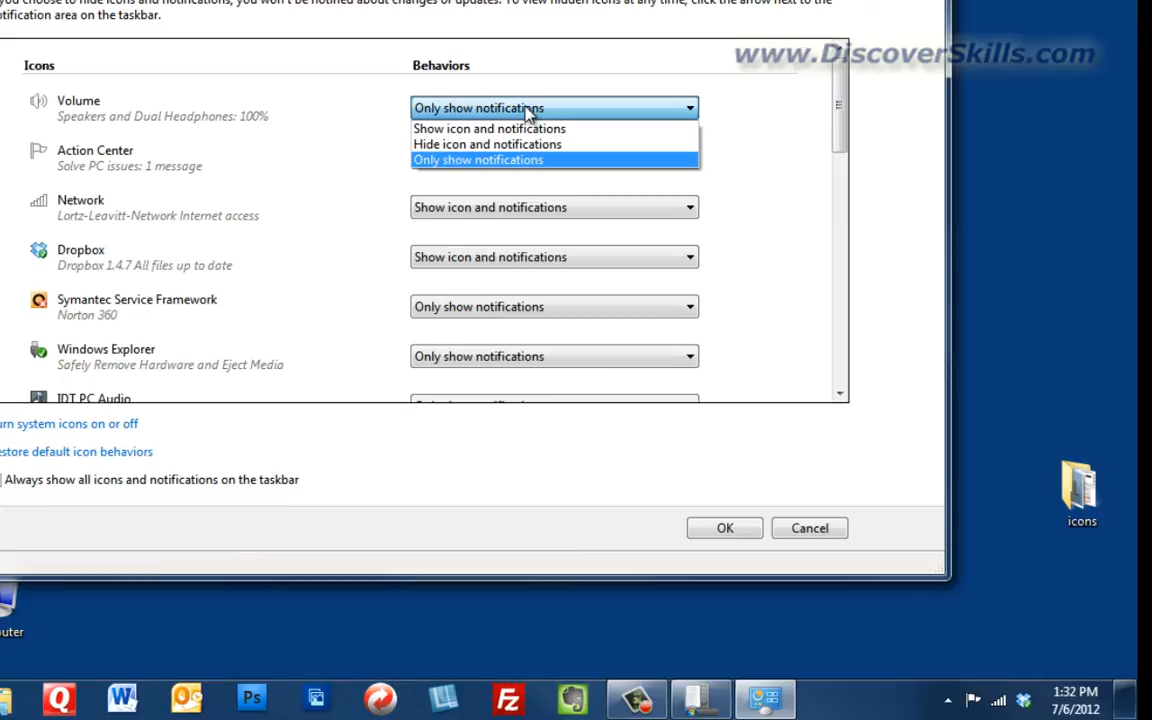 you choose to hide icons and notifications, you won't be notified about changes or updates. To view hidden icons at any time, click the arrow next to the
otification area on the taskbar.
www.DiscoverSkills.com
Icons Behaviors
Volume
Speakers and Dual Headphones: 100%
Only show notifications
Show icon and notifications
Hide icon and notifications
Only show notifications
Action Center
Solve PC issues: 1 message
Network
Lortz-Leavitt-Network Internet access
Show icon and notifications
Dropbox
Dropbox 1.4.7 All files up to date
Show icon and notifications
Symantec Service Framework
Norton 360
Only show notifications
Windows Explorer
Safely Remove Hardware and Eject Media
Only show notifications
IDT PC Audio
urn system icons on or off
estore default icon behaviors
Always show all icons and notifications on the taskbar
OK Cancel
icons
uter
Q W O Ps Fz
1:32 PM
7/6/2012